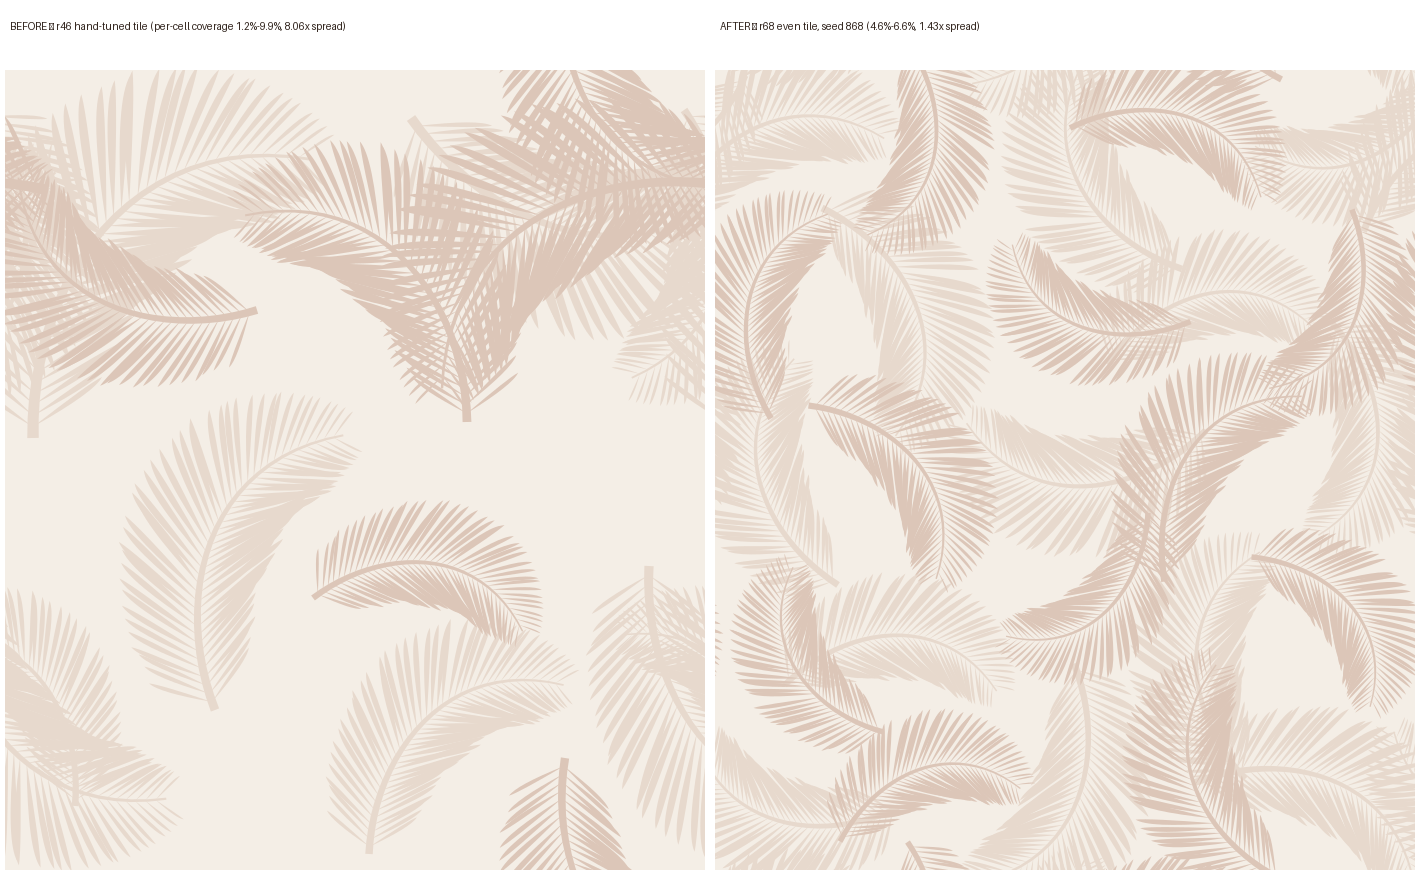 BEFORE □ r46 hand-tuned tile (per-cell coverage 1.2%-9.9%, 8.06x spread)
AFTER □ r68 even tile, seed 868 (4.6%-6.6%, 1.43x spread)